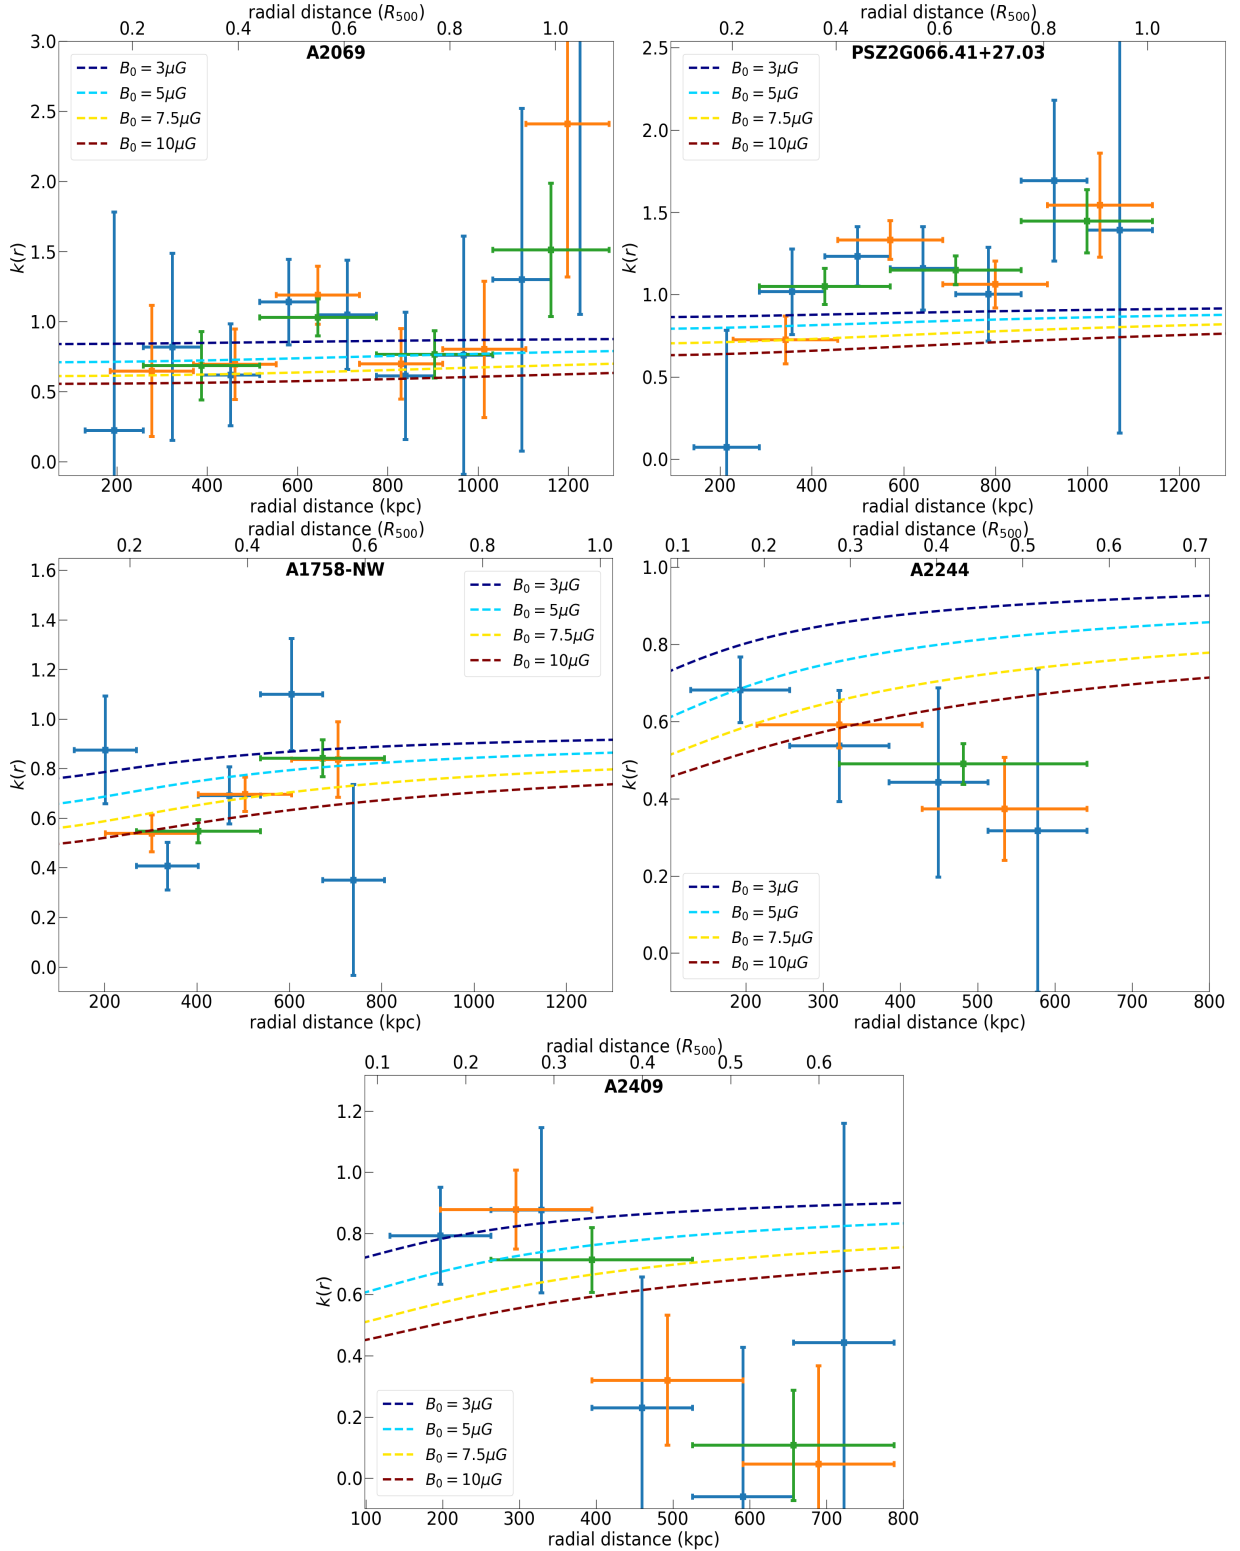 radial distance (R500)
0.2 0.4 0.6 0.8 1.0
A2069
B0 = 3μG
B0 = 5μG
B0 = 7.5μG
B0 = 10μG
3.0
2.5
2.0
1.5
1.0
0.5
0.0
k(r)
200 400 600 800 1000 1200
radial distance (kpc)
radial distance (R500)
0.2 0.4 0.6 0.8 1.0
PSZ2G066.41+27.03
B0 = 3μG
B0 = 5μG
B0 = 7.5μG
B0 = 10μG
2.5
2.0
1.5
1.0
0.5
0.0
k(r)
200 400 600 800 1000 1200
radial distance (kpc)
radial distance (R500)
0.2 0.4 0.6 0.8 1.0
A1758-NW
B0 = 3μG
B0 = 5μG
B0 = 7.5μG
B0 = 10μG
1.6
1.4
1.2
1.0
0.8
0.6
0.4
0.2
0.0
k(r)
200 400 600 800 1000 1200
radial distance (kpc)
radial distance (R500)
0.1 0.2 0.3 0.4 0.5 0.6 0.7
A2244
1.0
0.8
0.6
0.4
0.2
0.0
k(r)
B0 = 3μG
B0 = 5μG
B0 = 7.5μG
B0 = 10μG
200 300 400 500 600 700 800
radial distance (kpc)
radial distance (R500)
0.1 0.2 0.3 0.4 0.5 0.6
A2409
1.2
1.0
0.8
0.6
0.4
0.2
0.0
k(r)
B0 = 3μG
B0 = 5μG
B0 = 7.5μG
B0 = 10μG
100 200 300 400 500 600 700 800
radial distance (kpc)